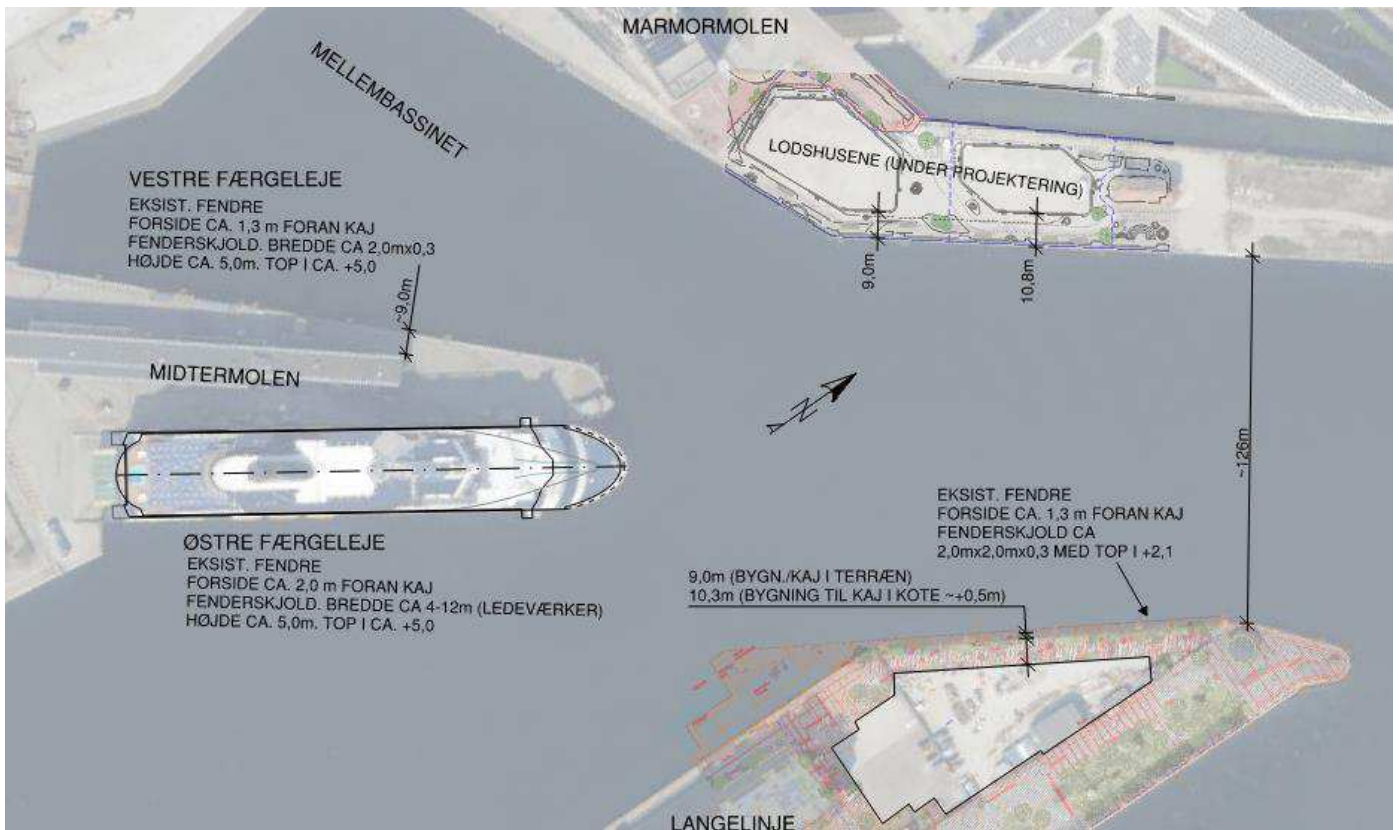 MARMORMOLEN
MELLEMBASSINET
LODSHUSENE (UNDER PROJEKTERING)
VESTRE FÆRGELEJE
EKSIST. FENDRE
FORSIDE CA. 1,3 m FORAN KAJ
FENDERSKJOLD. BREDDE CA 2,0mx0,3
HØJDE CA. 5,0m. TOP I CA. +5,0
~9,0m
9,0m
10,8m
MIDTERMOLEN
N
~126m
ØSTRE FÆRGELEJE
EKSIST. FENDRE
FORSIDE CA. 2,0 m FORAN KAJ
FENDERSKJOLD. BREDDE CA 4-12m (LEDEVÆRKER)
HØJDE CA. 5,0m. TOP I CA. +5,0
EKSIST. FENDRE
FORSIDE CA. 1,3 m FORAN KAJ
FENDERSKJOLD CA
2,0mx2,0mx0,3 MED TOP I +2,1
9,0m (BYGN./KAJ I TERRÆN)
10,3m (BYGNING TIL KAJ I KOTE ~+0,5m)
LANGELINJE